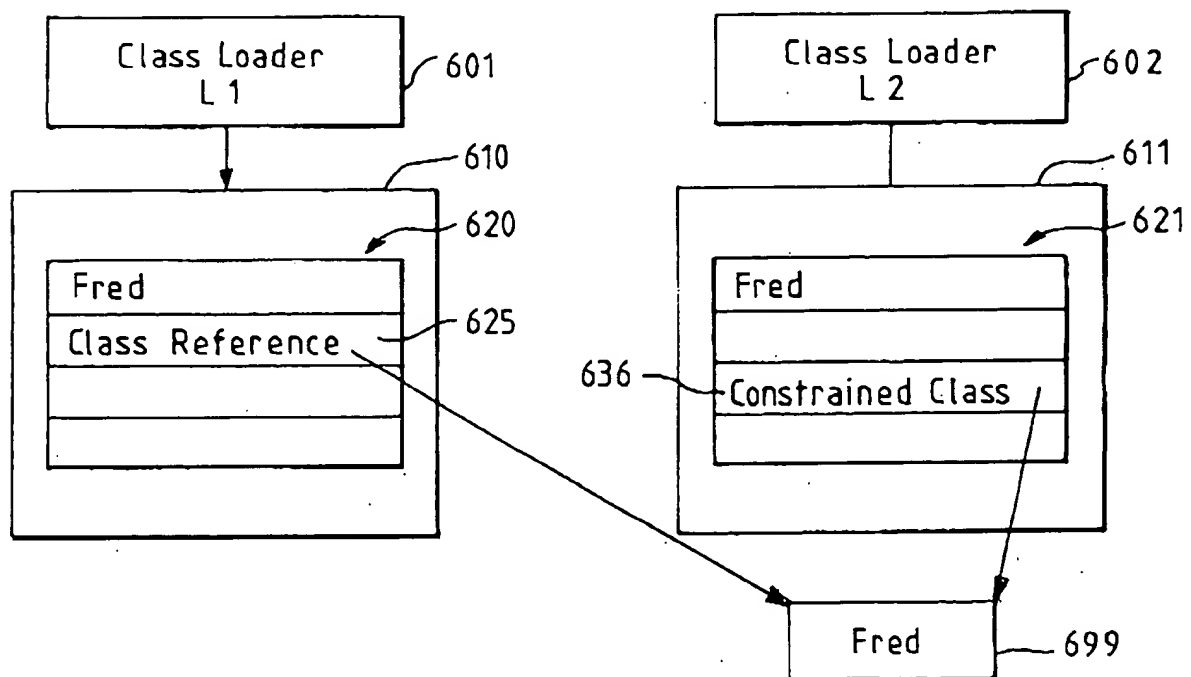 Class Loader
L 1
601
Class Loader
L 2
602
610
611
620
621
Fred
Class Reference
625
Fred
636
Constrained Class
Fred
699